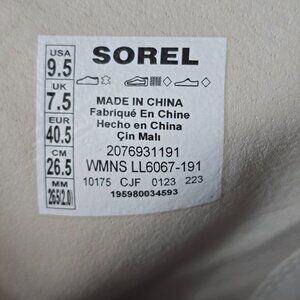 USA
9.5
UK
7.5
EUR
40.5
CM
26.5
MM
265(2.0)
SOREL
MADE IN CHINA
Fabriqué En Chine
Hecho en China
Çin Malı
2076931191
WMNS LL6067-191
10175 CJF 0123 223
195980034593